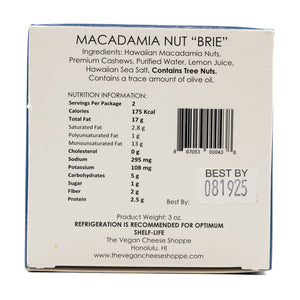 MACADAMIA NUT “BRIE”
Ingredients: Hawaiian Macadamia Nuts,
Premium Cashews, Purified Water, Lemon Juice,
Hawaiian Sea Salt. Contains Tree Nuts.
Contains a trace amount of olive oil.
NUTRITION INFORMATION:
Servings Per Package 2
Calories 175 Kcal
Total Fat 17 g
Saturated Fat 2.8 g
Polyunsaturated Fat 1 g
Monounsaturated Fat 13 g
Cholesterol 0 g
Sodium 295 mg
Potassium 108 mg
Carbohydrates 5 g
Sugar 1 g
Fiber 2 g
Protein 2.5 g
BEST BY
081925
Best By:
Product Weight: 3 oz.
REFRIGERATION IS RECOMMENDED FOR OPTIMUM
SHELF-LIFE
The Vegan Cheese Shoppe
Honolulu, HI
www.thevegancheeseshoppe.com